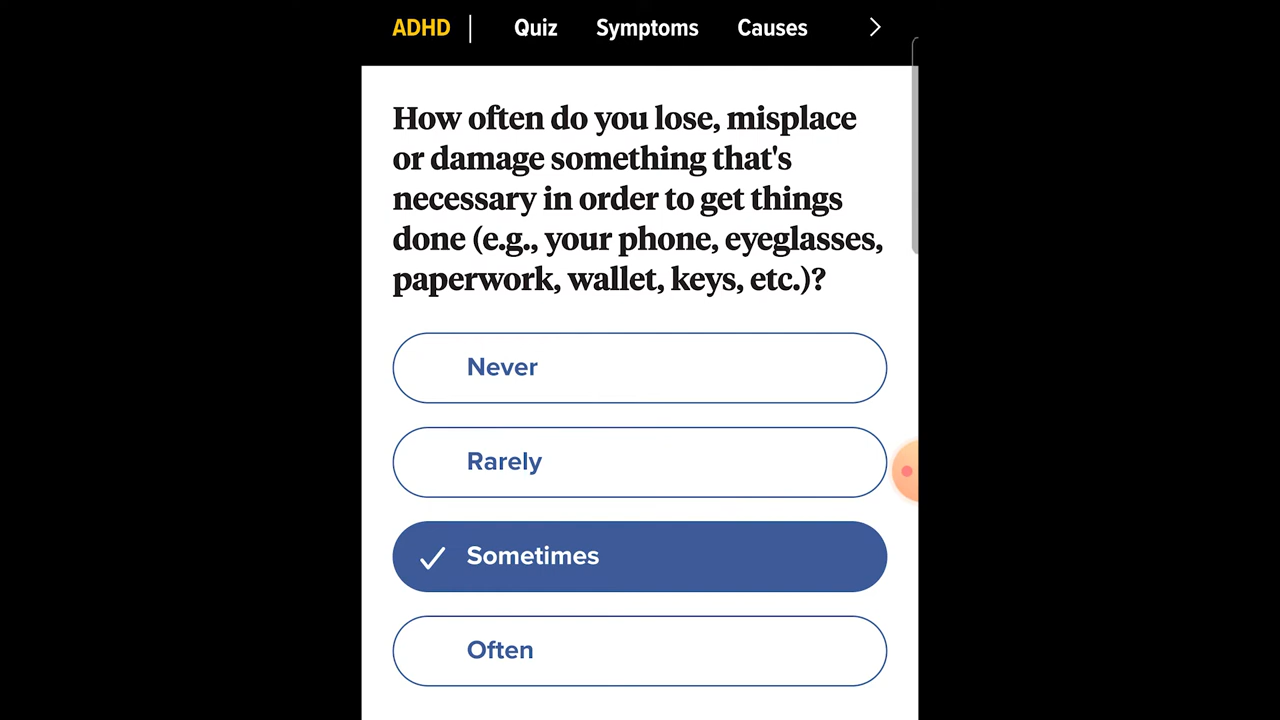 ADHD | Quiz Symptoms Causes >
How often do you lose, misplace
or damage something that's
necessary in order to get things
done (e.g., your phone, eyeglasses,
paperwork, wallet, keys, etc.)?
Never
Rarely
Sometimes
Often